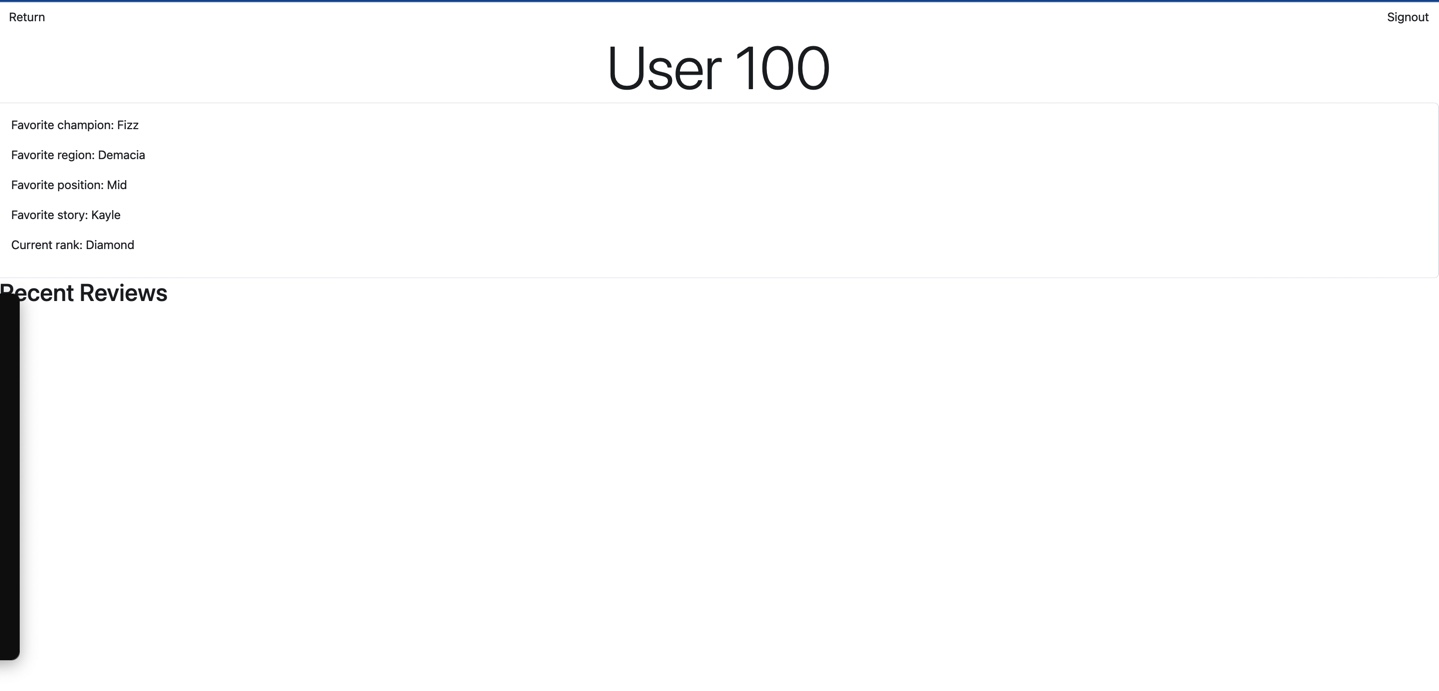 Return
Signout
User 100
Favorite champion: Fizz
Favorite region: Demacia
Favorite position: Mid
Favorite story: Kayle
Current rank: Diamond
Recent Reviews